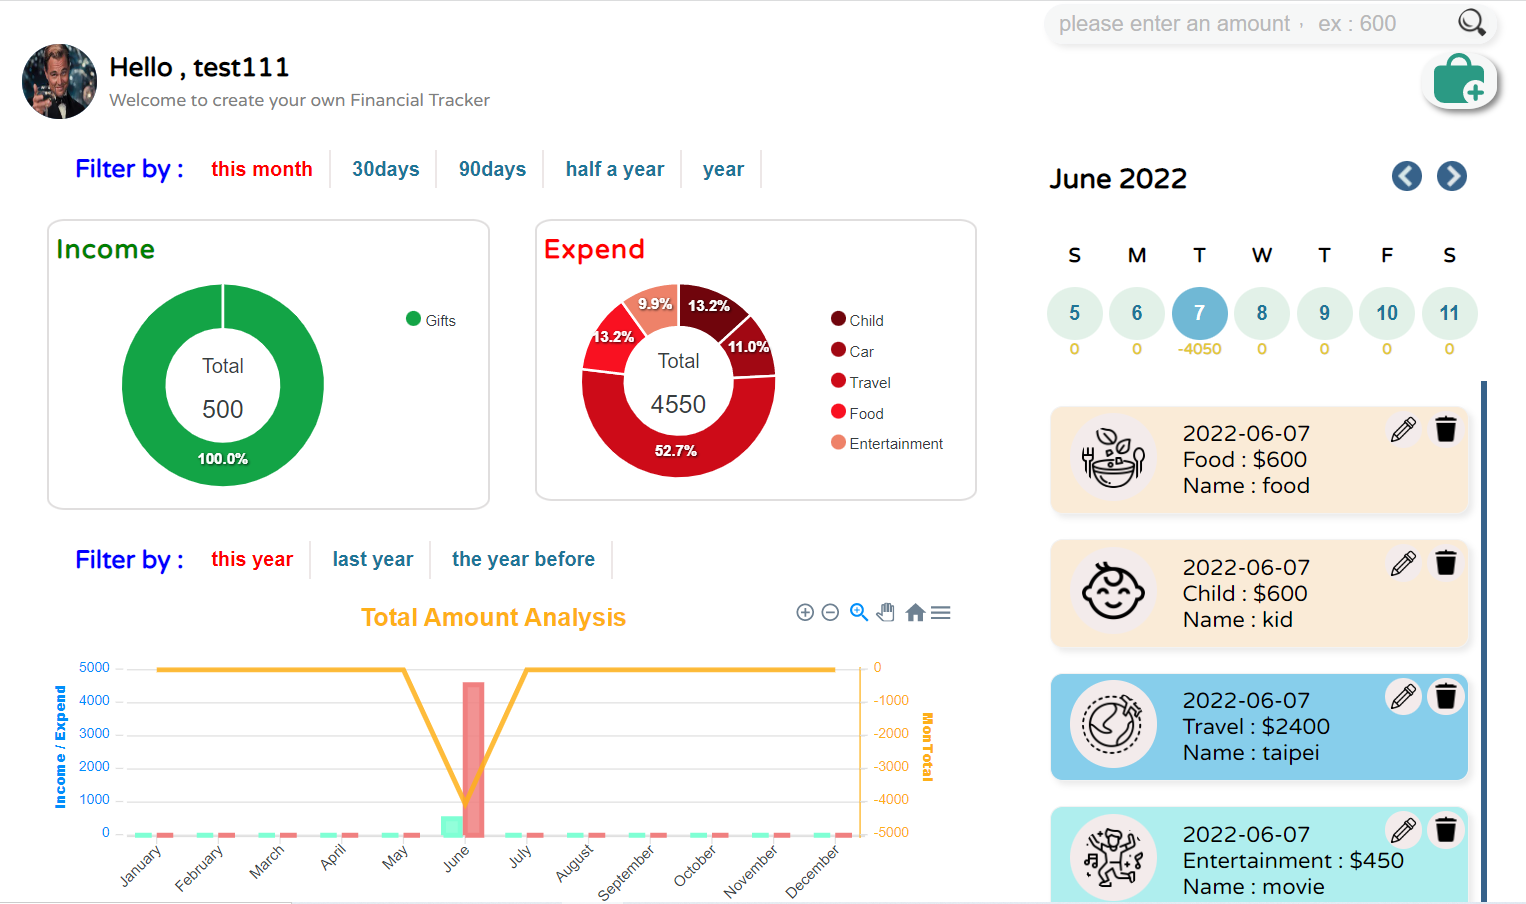 please enter an amount , ex : 600
Hello , test111
Welcome to create your own Financial Tracker
Filter by : this month 30days 90days half a year year
Income
Total
500
100.0%
Gifts
Expend
9.9% 13.2%
13.2% 11.0%
Total
4550
52.7%
Child
Car
Travel
Food
Entertainment
Filter by : this year last year the year before
Total Amount Analysis
Income / Expend
5000
4000
3000
2000
1000
0
0
-1000
-2000
-3000
-4000
-5000
MonTotal
January February March April May June July August September October November December
June 2022
S M T W T F S
5 6 7 8 9 10 11
0 0 -4050 0 0 0 0
2022-06-07
Food : $600
Name : food
2022-06-07
Child : $600
Name : kid
2022-06-07
Travel : $2400
Name : taipei
2022-06-07
Entertainment : $450
Name : movie